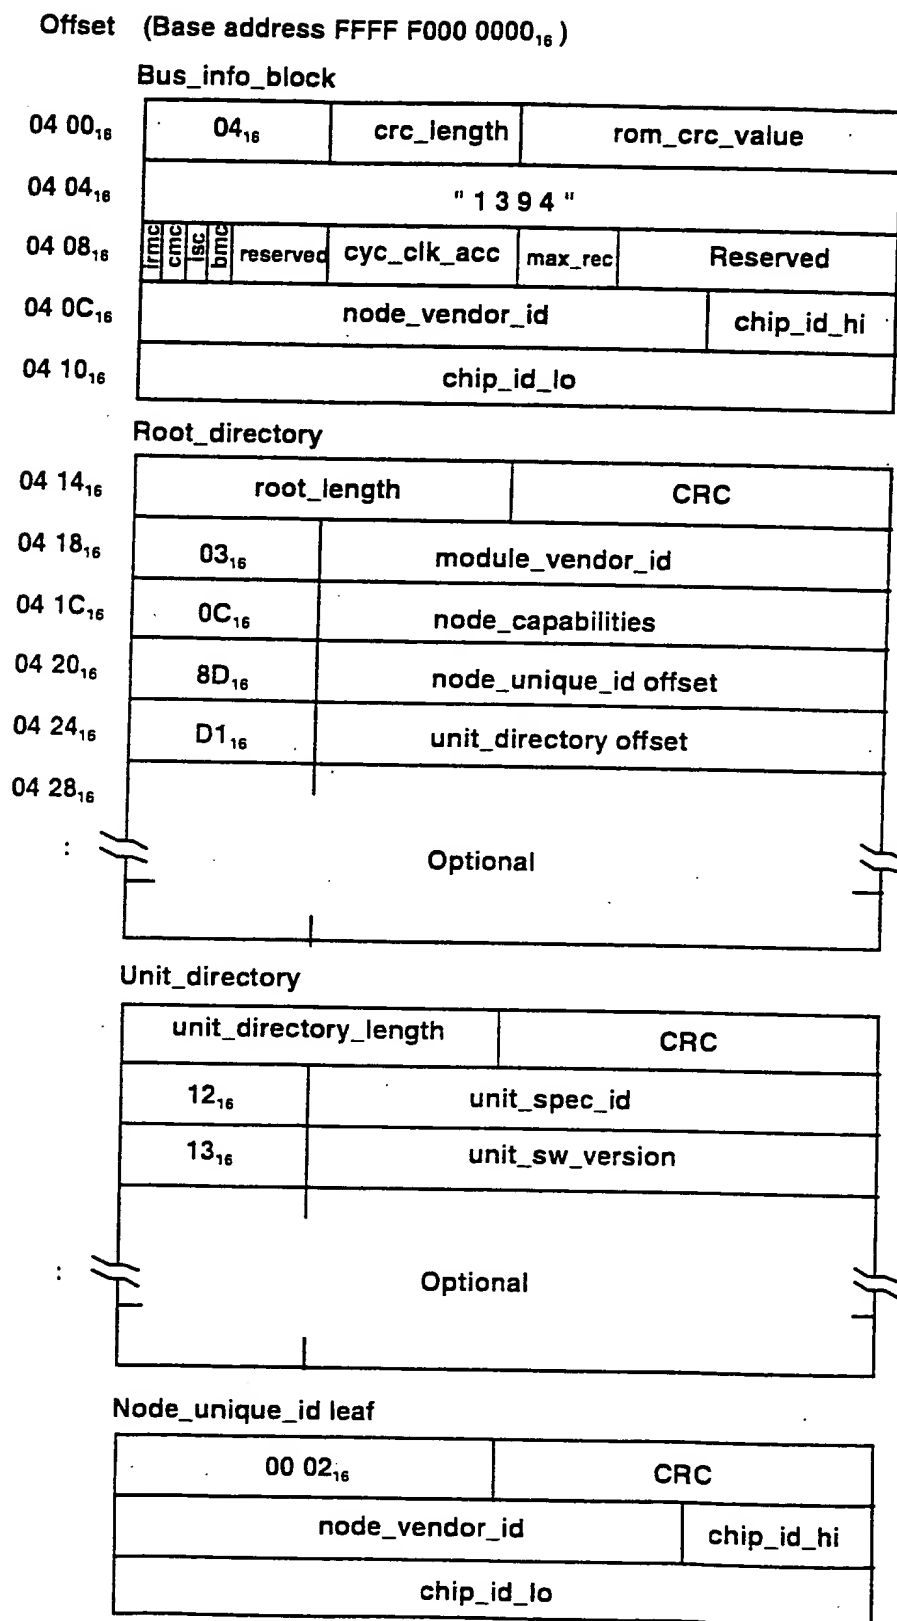 Offset (Base address FFFF F000 0000₁₆)
Bus_info_block
04 00₁₆ 04₁₆ crc_length rom_crc_value
04 04₁₆ "1394"
04 08₁₆ irmc cmc isc bmc reserved cyc_clk_acc max_rec Reserved
04 0C₁₆ node_vendor_id chip_id_hi
04 10₁₆ chip_id_lo
Root_directory
04 14₁₆ root_length CRC
04 18₁₆ 03₁₆ module_vendor_id
04 1C₁₆ 0C₁₆ node_capabilities
04 20₁₆ 8D₁₆ node_unique_id offset
04 24₁₆ D1₁₆ unit_directory offset
04 28₁₆
: Optional
Unit_directory
unit_directory_length CRC
12₁₆ unit_spec_id
13₁₆ unit_sw_version
: Optional
Node_unique_id leaf
00 02₁₆ CRC
node_vendor_id chip_id_hi
chip_id_lo